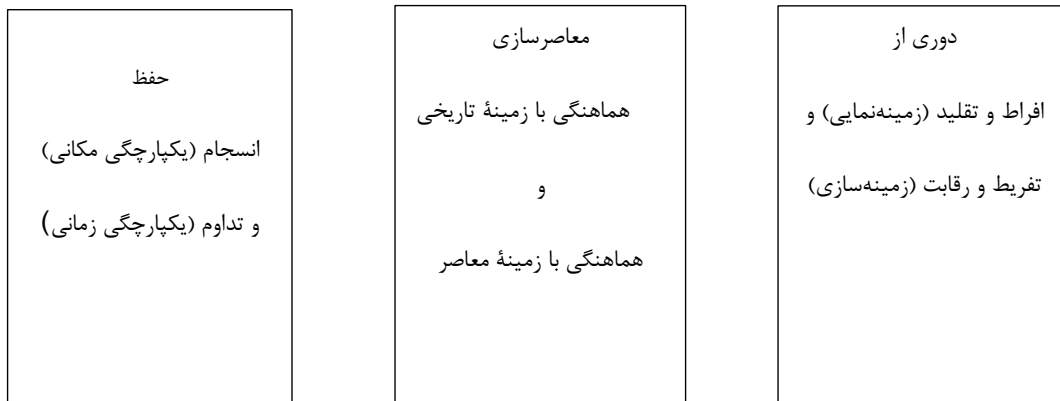 دوری از
افراط و تقلید (زمینه‌نمایی) و
تفریط و رقابت (زمینه‌سازی)
معاصرسازی
هماهنگی با زمینهٔ تاریخی
و
هماهنگی با زمینهٔ معاصر
حفظ
انسجام (یکپارچگی مکانی)
و تداوم (یکپارچگی زمانی)